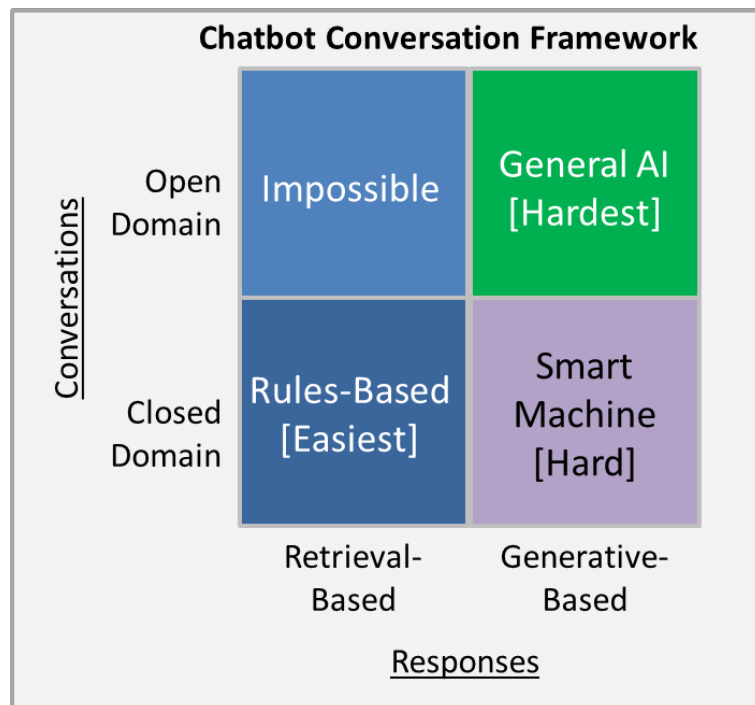 Chatbot Conversation Framework
Conversations
Open
Domain
Impossible
General AI
[Hardest]
Closed
Domain
Rules-Based
[Easiest]
Smart
Machine
[Hard]
Retrieval-
Based
Generative-
Based
Responses